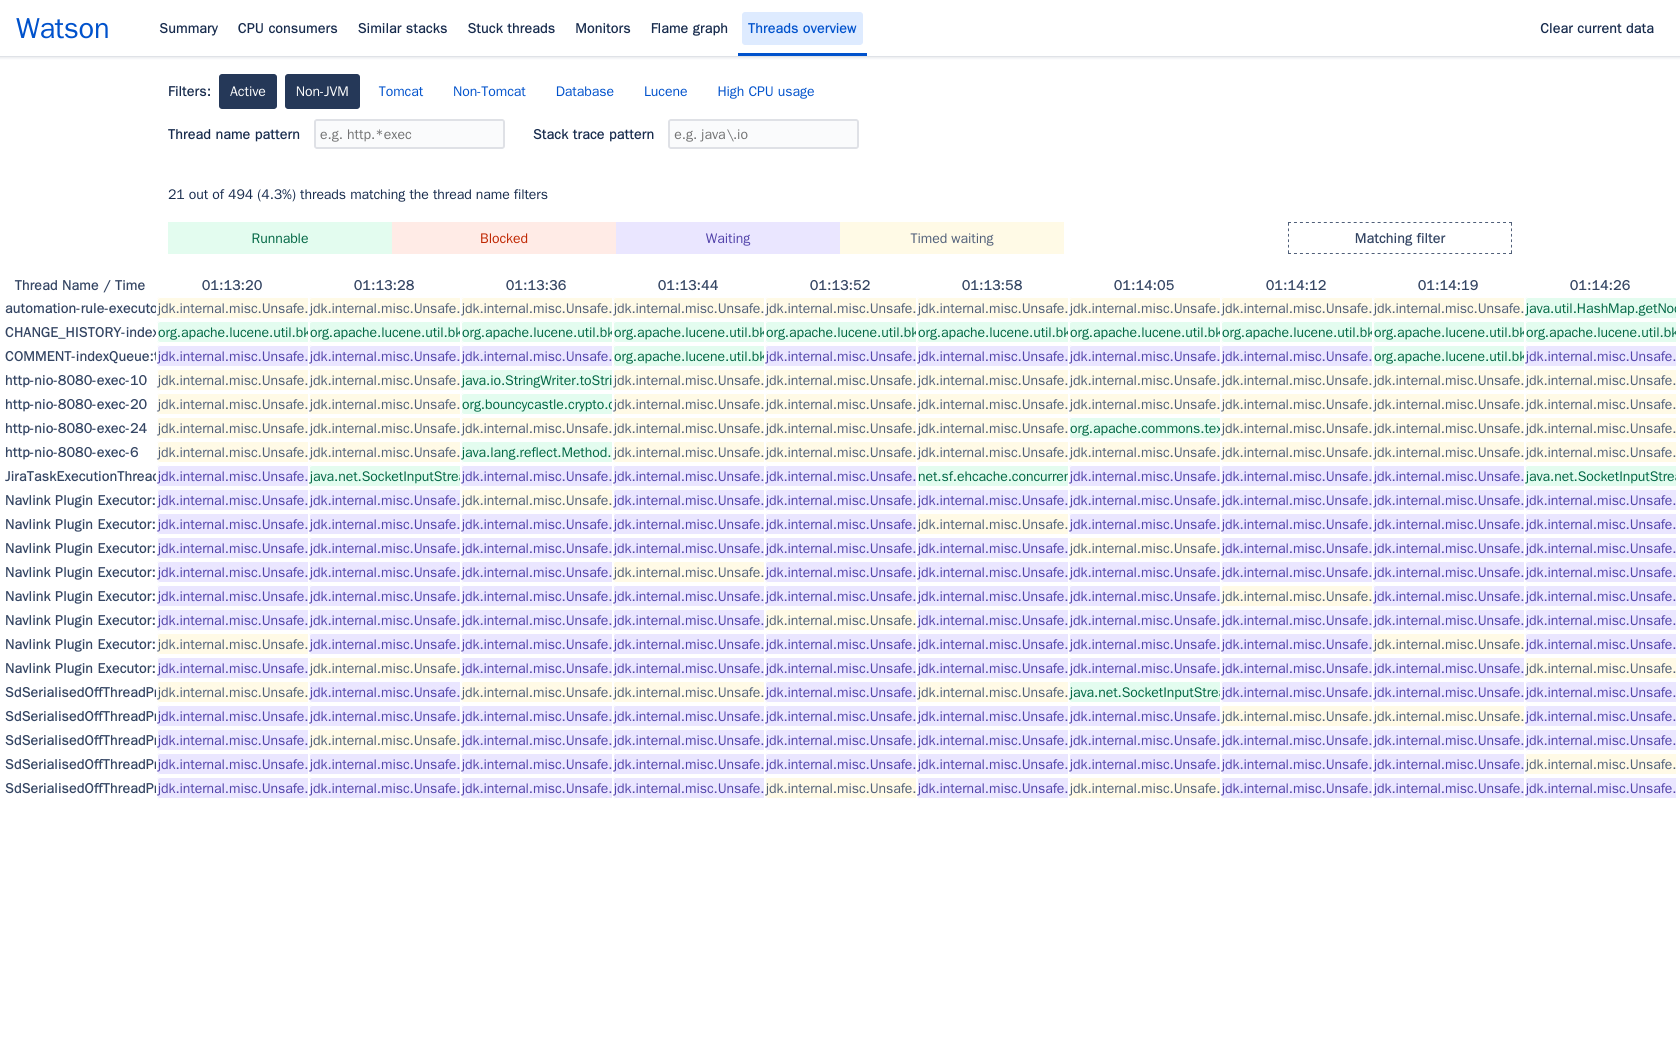 Watson Summary CPU consumers Similar stacks Stuck threads Monitors Flame graph Threads overview Clear current data
Filters: Active Non-JVM Tomcat Non-Tomcat Database Lucene High CPU usage
Thread name pattern e.g. http.*exec Stack trace pattern e.g. java\.io
21 out of 494 (4.3%) threads matching the thread name filters
Runnable Blocked Waiting Timed waiting Matching filter
Thread Name / Time 01:13:20 01:13:28 01:13:36 01:13:44 01:13:52 01:13:58 01:14:05 01:14:12 01:14:19 01:14:26
automation-rule-executo jdk.internal.misc.Unsafe. jdk.internal.misc.Unsafe. jdk.internal.misc.Unsafe. jdk.internal.misc.Unsafe. jdk.internal.misc.Unsafe. jdk.internal.misc.Unsafe. jdk.internal.misc.Unsafe. jdk.internal.misc.Unsafe. jdk.internal.misc.Unsafe. java.util.HashMap.getNo
CHANGE_HISTORY-index org.apache.lucene.util.bk org.apache.lucene.util.bk org.apache.lucene.util.bk org.apache.lucene.util.bk org.apache.lucene.util.bk org.apache.lucene.util.bk org.apache.lucene.util.bk org.apache.lucene.util.bk org.apache.lucene.util.bk org.apache.lucene.util.bk
COMMENT-indexQueue: jdk.internal.misc.Unsafe. jdk.internal.misc.Unsafe. jdk.internal.misc.Unsafe. org.apache.lucene.util.bk jdk.internal.misc.Unsafe. jdk.internal.misc.Unsafe. jdk.internal.misc.Unsafe. jdk.internal.misc.Unsafe. org.apache.lucene.util.bk jdk.internal.misc.Unsafe.
http-nio-8080-exec-10 jdk.internal.misc.Unsafe. jdk.internal.misc.Unsafe. java.io.StringWriter.toStri jdk.internal.misc.Unsafe. jdk.internal.misc.Unsafe. jdk.internal.misc.Unsafe. jdk.internal.misc.Unsafe. jdk.internal.misc.Unsafe. jdk.internal.misc.Unsafe. jdk.internal.misc.Unsafe.
http-nio-8080-exec-20 jdk.internal.misc.Unsafe. jdk.internal.misc.Unsafe. org.bouncycastle.crypto. jdk.internal.misc.Unsafe. jdk.internal.misc.Unsafe. jdk.internal.misc.Unsafe. jdk.internal.misc.Unsafe. jdk.internal.misc.Unsafe. jdk.internal.misc.Unsafe. jdk.internal.misc.Unsafe.
http-nio-8080-exec-24 jdk.internal.misc.Unsafe. jdk.internal.misc.Unsafe. jdk.internal.misc.Unsafe. jdk.internal.misc.Unsafe. jdk.internal.misc.Unsafe. jdk.internal.misc.Unsafe. org.apache.commons.tex jdk.internal.misc.Unsafe. jdk.internal.misc.Unsafe. jdk.internal.misc.Unsafe.
http-nio-8080-exec-6 jdk.internal.misc.Unsafe. jdk.internal.misc.Unsafe. java.lang.reflect.Method. jdk.internal.misc.Unsafe. jdk.internal.misc.Unsafe. jdk.internal.misc.Unsafe. jdk.internal.misc.Unsafe. jdk.internal.misc.Unsafe. jdk.internal.misc.Unsafe. jdk.internal.misc.Unsafe.
JiraTaskExecutionThread jdk.internal.misc.Unsafe. java.net.SocketInputStrea jdk.internal.misc.Unsafe. jdk.internal.misc.Unsafe. jdk.internal.misc.Unsafe. net.sf.ehcache.concurrer jdk.internal.misc.Unsafe. jdk.internal.misc.Unsafe. jdk.internal.misc.Unsafe. java.net.SocketInputStrea
Navlink Plugin Executor: jdk.internal.misc.Unsafe. jdk.internal.misc.Unsafe. jdk.internal.misc.Unsafe. jdk.internal.misc.Unsafe. jdk.internal.misc.Unsafe. jdk.internal.misc.Unsafe. jdk.internal.misc.Unsafe. jdk.internal.misc.Unsafe. jdk.internal.misc.Unsafe. jdk.internal.misc.Unsafe.
Navlink Plugin Executor: jdk.internal.misc.Unsafe. jdk.internal.misc.Unsafe. jdk.internal.misc.Unsafe. jdk.internal.misc.Unsafe. jdk.internal.misc.Unsafe. jdk.internal.misc.Unsafe. jdk.internal.misc.Unsafe. jdk.internal.misc.Unsafe. jdk.internal.misc.Unsafe. jdk.internal.misc.Unsafe.
Navlink Plugin Executor: jdk.internal.misc.Unsafe. jdk.internal.misc.Unsafe. jdk.internal.misc.Unsafe. jdk.internal.misc.Unsafe. jdk.internal.misc.Unsafe. jdk.internal.misc.Unsafe. jdk.internal.misc.Unsafe. jdk.internal.misc.Unsafe. jdk.internal.misc.Unsafe. jdk.internal.misc.Unsafe.
Navlink Plugin Executor: jdk.internal.misc.Unsafe. jdk.internal.misc.Unsafe. jdk.internal.misc.Unsafe. jdk.internal.misc.Unsafe. jdk.internal.misc.Unsafe. jdk.internal.misc.Unsafe. jdk.internal.misc.Unsafe. jdk.internal.misc.Unsafe. jdk.internal.misc.Unsafe. jdk.internal.misc.Unsafe.
Navlink Plugin Executor: jdk.internal.misc.Unsafe. jdk.internal.misc.Unsafe. jdk.internal.misc.Unsafe. jdk.internal.misc.Unsafe. jdk.internal.misc.Unsafe. jdk.internal.misc.Unsafe. jdk.internal.misc.Unsafe. jdk.internal.misc.Unsafe. jdk.internal.misc.Unsafe. jdk.internal.misc.Unsafe.
Navlink Plugin Executor: jdk.internal.misc.Unsafe. jdk.internal.misc.Unsafe. jdk.internal.misc.Unsafe. jdk.internal.misc.Unsafe. jdk.internal.misc.Unsafe. jdk.internal.misc.Unsafe. jdk.internal.misc.Unsafe. jdk.internal.misc.Unsafe. jdk.internal.misc.Unsafe. jdk.internal.misc.Unsafe.
Navlink Plugin Executor: jdk.internal.misc.Unsafe. jdk.internal.misc.Unsafe. jdk.internal.misc.Unsafe. jdk.internal.misc.Unsafe. jdk.internal.misc.Unsafe. jdk.internal.misc.Unsafe. jdk.internal.misc.Unsafe. jdk.internal.misc.Unsafe. jdk.internal.misc.Unsafe. jdk.internal.misc.Unsafe.
Navlink Plugin Executor: jdk.internal.misc.Unsafe. jdk.internal.misc.Unsafe. jdk.internal.misc.Unsafe. jdk.internal.misc.Unsafe. jdk.internal.misc.Unsafe. jdk.internal.misc.Unsafe. jdk.internal.misc.Unsafe. jdk.internal.misc.Unsafe. jdk.internal.misc.Unsafe. jdk.internal.misc.Unsafe.
SdSerialisedOffThreadPr jdk.internal.misc.Unsafe. jdk.internal.misc.Unsafe. jdk.internal.misc.Unsafe. jdk.internal.misc.Unsafe. jdk.internal.misc.Unsafe. jdk.internal.misc.Unsafe. java.net.SocketInputStrea jdk.internal.misc.Unsafe. jdk.internal.misc.Unsafe. jdk.internal.misc.Unsafe.
SdSerialisedOffThreadPr jdk.internal.misc.Unsafe. jdk.internal.misc.Unsafe. jdk.internal.misc.Unsafe. jdk.internal.misc.Unsafe. jdk.internal.misc.Unsafe. jdk.internal.misc.Unsafe. jdk.internal.misc.Unsafe. jdk.internal.misc.Unsafe. jdk.internal.misc.Unsafe. jdk.internal.misc.Unsafe.
SdSerialisedOffThreadPr jdk.internal.misc.Unsafe. jdk.internal.misc.Unsafe. jdk.internal.misc.Unsafe. jdk.internal.misc.Unsafe. jdk.internal.misc.Unsafe. jdk.internal.misc.Unsafe. jdk.internal.misc.Unsafe. jdk.internal.misc.Unsafe. jdk.internal.misc.Unsafe. jdk.internal.misc.Unsafe.
SdSerialisedOffThreadPr jdk.internal.misc.Unsafe. jdk.internal.misc.Unsafe. jdk.internal.misc.Unsafe. jdk.internal.misc.Unsafe. jdk.internal.misc.Unsafe. jdk.internal.misc.Unsafe. jdk.internal.misc.Unsafe. jdk.internal.misc.Unsafe. jdk.internal.misc.Unsafe. jdk.internal.misc.Unsafe.
SdSerialisedOffThreadPr jdk.internal.misc.Unsafe. jdk.internal.misc.Unsafe. jdk.internal.misc.Unsafe. jdk.internal.misc.Unsafe. jdk.internal.misc.Unsafe. jdk.internal.misc.Unsafe. jdk.internal.misc.Unsafe. jdk.internal.misc.Unsafe. jdk.internal.misc.Unsafe. jdk.internal.misc.Unsafe.